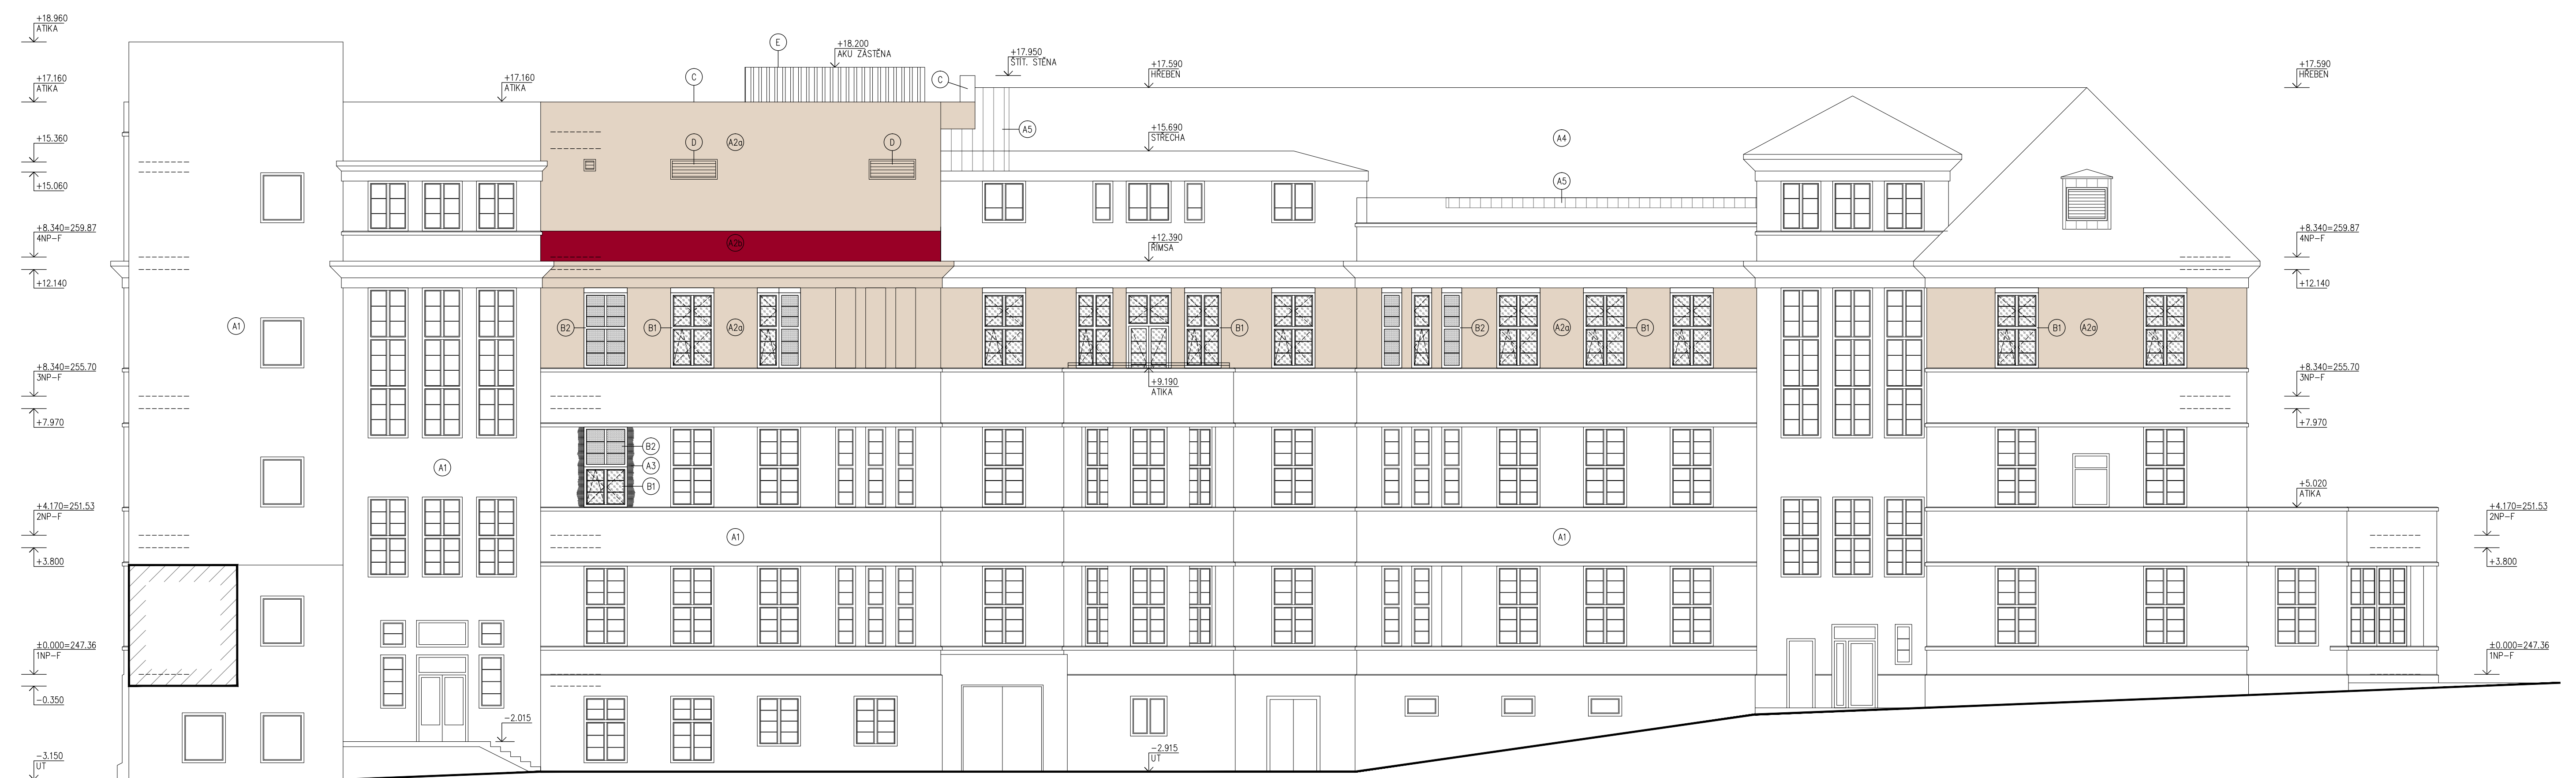 +18.960
ATIKA
+17.160
ATIKA
+15.360
+15.060
+8.340=259.87
4NP-F
+12.140
+8.340=255.70
3NP-F
+7.970
+4.170=251.53
2NP-F
+3.800
±0.000=247.36
1NP-F
-0.350
-3.150
UT
A1
+17.160
ATIKA
C
E
+18.200
AKU ZÁSTĚNA
C
+17.950
ŠTÍT. STĚNA
+17.590
HŘEBEN
D
A2a
D
A5
+15.690
STŘECHA
A4
A5
A2b
+12.390
ŘÍMSA
B2
B1
A2a
B1
B2
A2a
B1
B1
A2a
+9.190
ATIKA
B2
A3
B1
A1
A1
A1
-2.015
-2.915
UT
+17.590
HŘEBEN
+8.340=259.87
4NP-F
+12.140
+8.340=255.70
3NP-F
+7.970
+5.020
ATIKA
+4.170=251.53
2NP-F
+3.800
±0.000=247.36
1NP-F